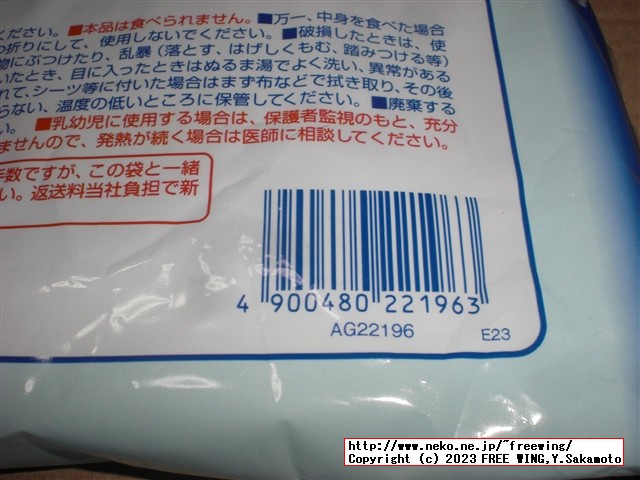 ください。■本品は食べられません。■万一、中身を食べた場合
つ折りにして、使用しないでください。■破損したときは、使
物にぶつけたり、乱暴（落とす、はげしくもむ、踏みつける等）
いたとき、目に入ったときはぬるま湯でよく洗い、異常がある
れて、シーツ等に付いた場合はまず布などで拭き取り、その後
らない、温度の低いところに保管してください。■廃棄する
い。■乳幼児に使用する場合は、保護者監視のもと、充分
ませんので、発熱が続く場合は医師に相談してください。
手数ですが、この袋と一緒
い。返送料当社負担で新
4 900480 221963
AG22196
E23
http://www.neko.ne.jp/~freewing/
Copyright (c) 2023 FREE WING,Y.Sakamoto